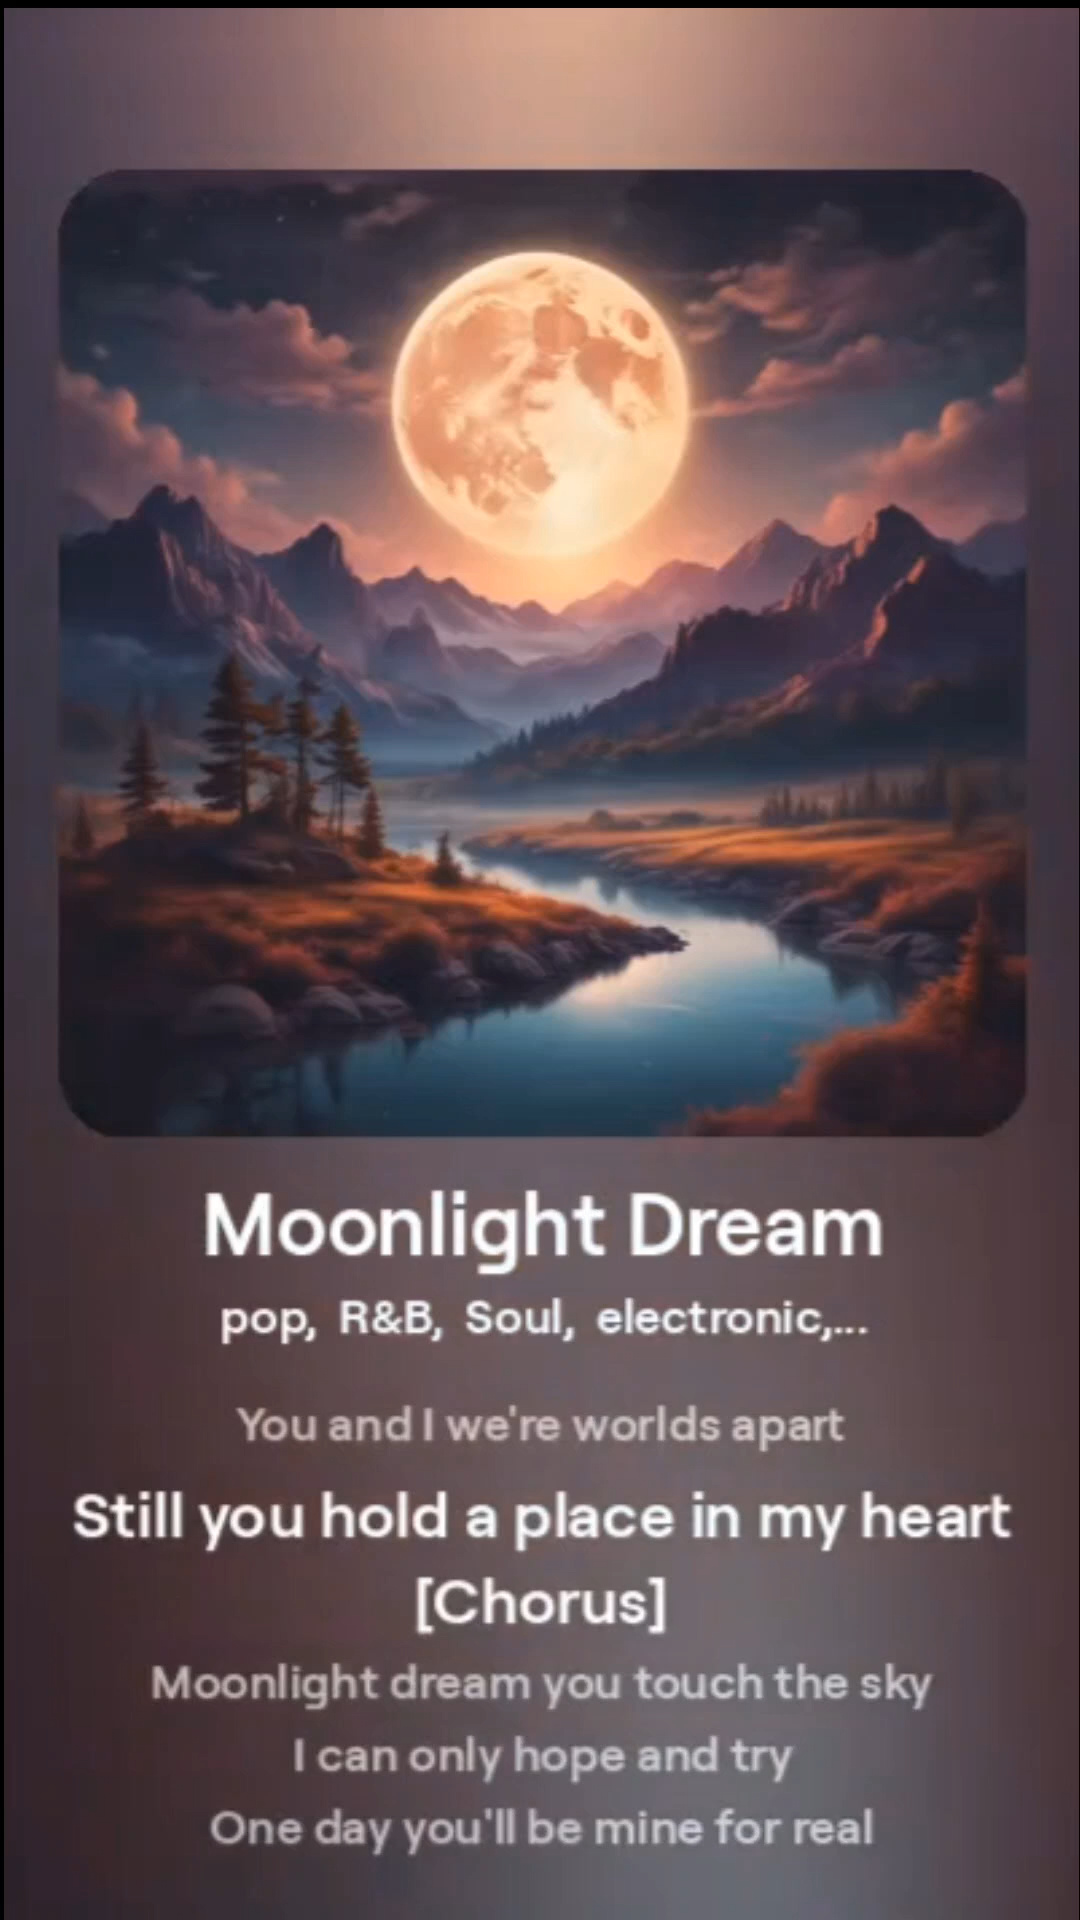 Moonlight Dream
pop, R&B, Soul, electronic,...
You and I we're worlds apart
Still you hold a place in my heart
[Chorus]
Moonlight dream you touch the sky
I can only hope and try
One day you'll be mine for real